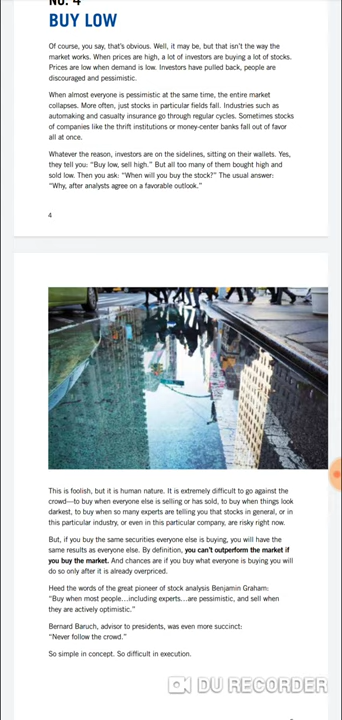 NO. 4
BUY LOW
Of course, you say, that's obvious. Well, it may be, but that isn't the way the
market works. When prices are high, a lot of investors are buying a lot of stocks.
Prices are low when demand is low. Investors have pulled back, people are
discouraged and pessimistic.
When almost everyone is pessimistic at the same time, the entire market
collapses. More often, just stocks in particular fields fall. Industries such as
automaking and casualty insurance go through regular cycles. Sometimes stocks
of companies like the thrift institutions or money-center banks fall out of favor
all at once.
Whatever the reason, investors are on the sidelines, sitting on their wallets. Yes,
they tell you: “Buy low, sell high.” But all too many of them bought high and
sold low. Then you ask: “When will you buy the stock?” The usual answer:
“Why, after analysts agree on a favorable outlook.”
4
This is foolish, but it is human nature. It is extremely difficult to go against the
crowd—to buy when everyone else is selling or has sold, to buy when things look
darkest, to buy when so many experts are telling you that stocks in general, or in
this particular industry, or even in this particular company, are risky right now.
But, if you buy the same securities everyone else is buying, you will have the
same results as everyone else. By definition, you can't outperform the market if
you buy the market. And chances are if you buy what everyone is buying you will
do so only after it is already overpriced.
Heed the words of the great pioneer of stock analysis Benjamin Graham:
“Buy when most people…including experts…are pessimistic, and sell when
they are actively optimistic.”
Bernard Baruch, advisor to presidents, was even more succinct:
“Never follow the crowd.”
So simple in concept. So difficult in execution.
DU RECORDER